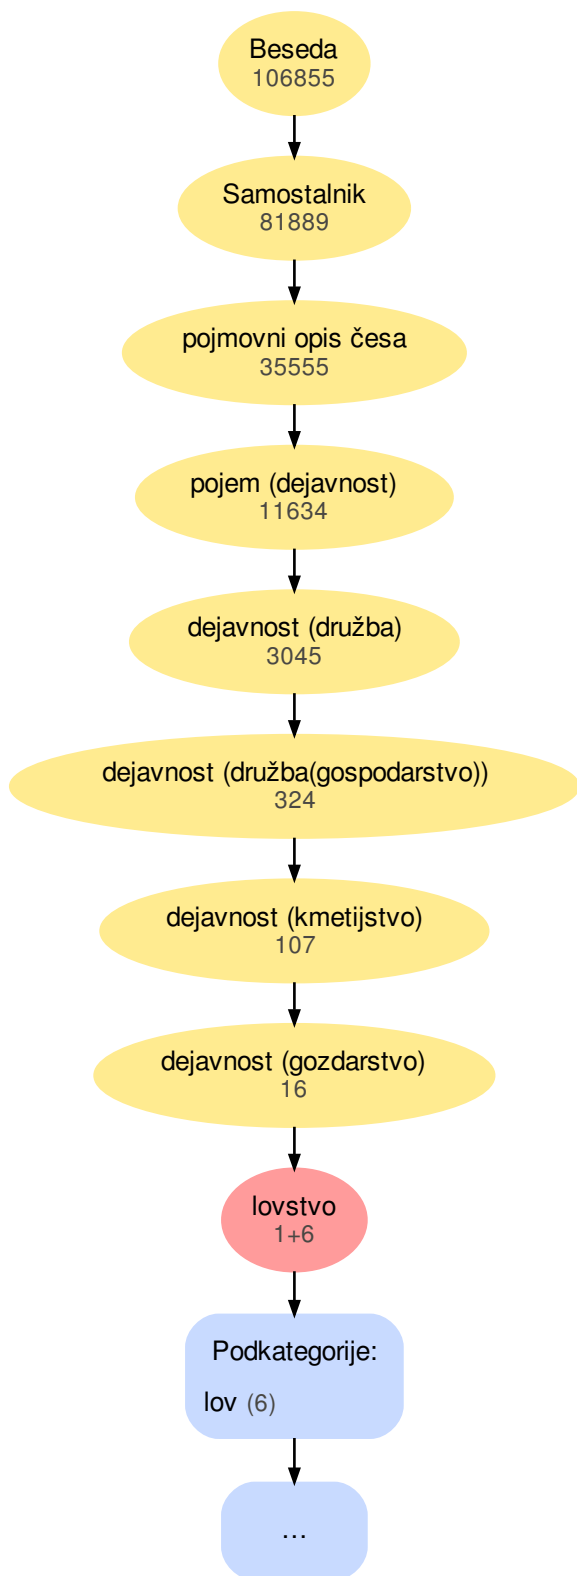 Beseda
106855
Samostalnik
81889
pojmovni opis česa
35555
pojem (dejavnost)
11634
dejavnost (družba)
3045
dejavnost (družba(gospodarstvo))
324
dejavnost (kmetijstvo)
107
dejavnost (gozdarstvo)
16
lovstvo
1+6
Podkategorije:
lov (6)
…